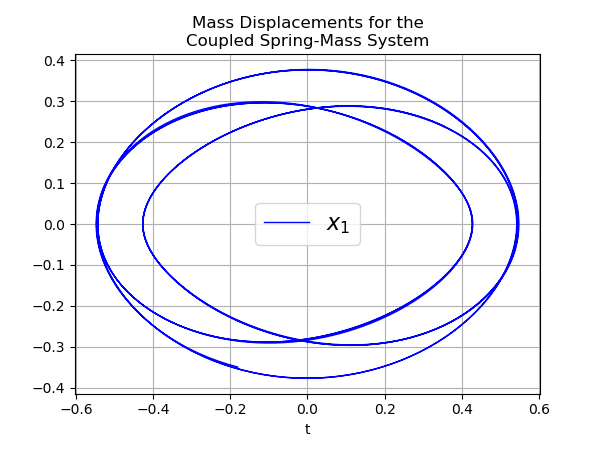 Mass Displacements for the
Coupled Spring-Mass System
0.4
0.3
0.2
0.1
0.0
−0.1
−0.2
−0.3
−0.4
x₁
−0.6 −0.4 −0.2 0.0 0.2 0.4 0.6
t